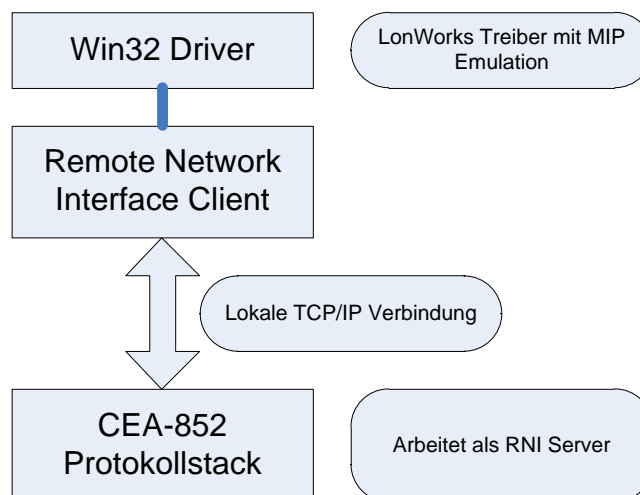 Win32 Driver
LonWorks Treiber mit MIP
Emulation
Remote Network
Interface Client
Lokale TCP/IP Verbindung
CEA-852
Protokollstack
Arbeitet als RNI Server